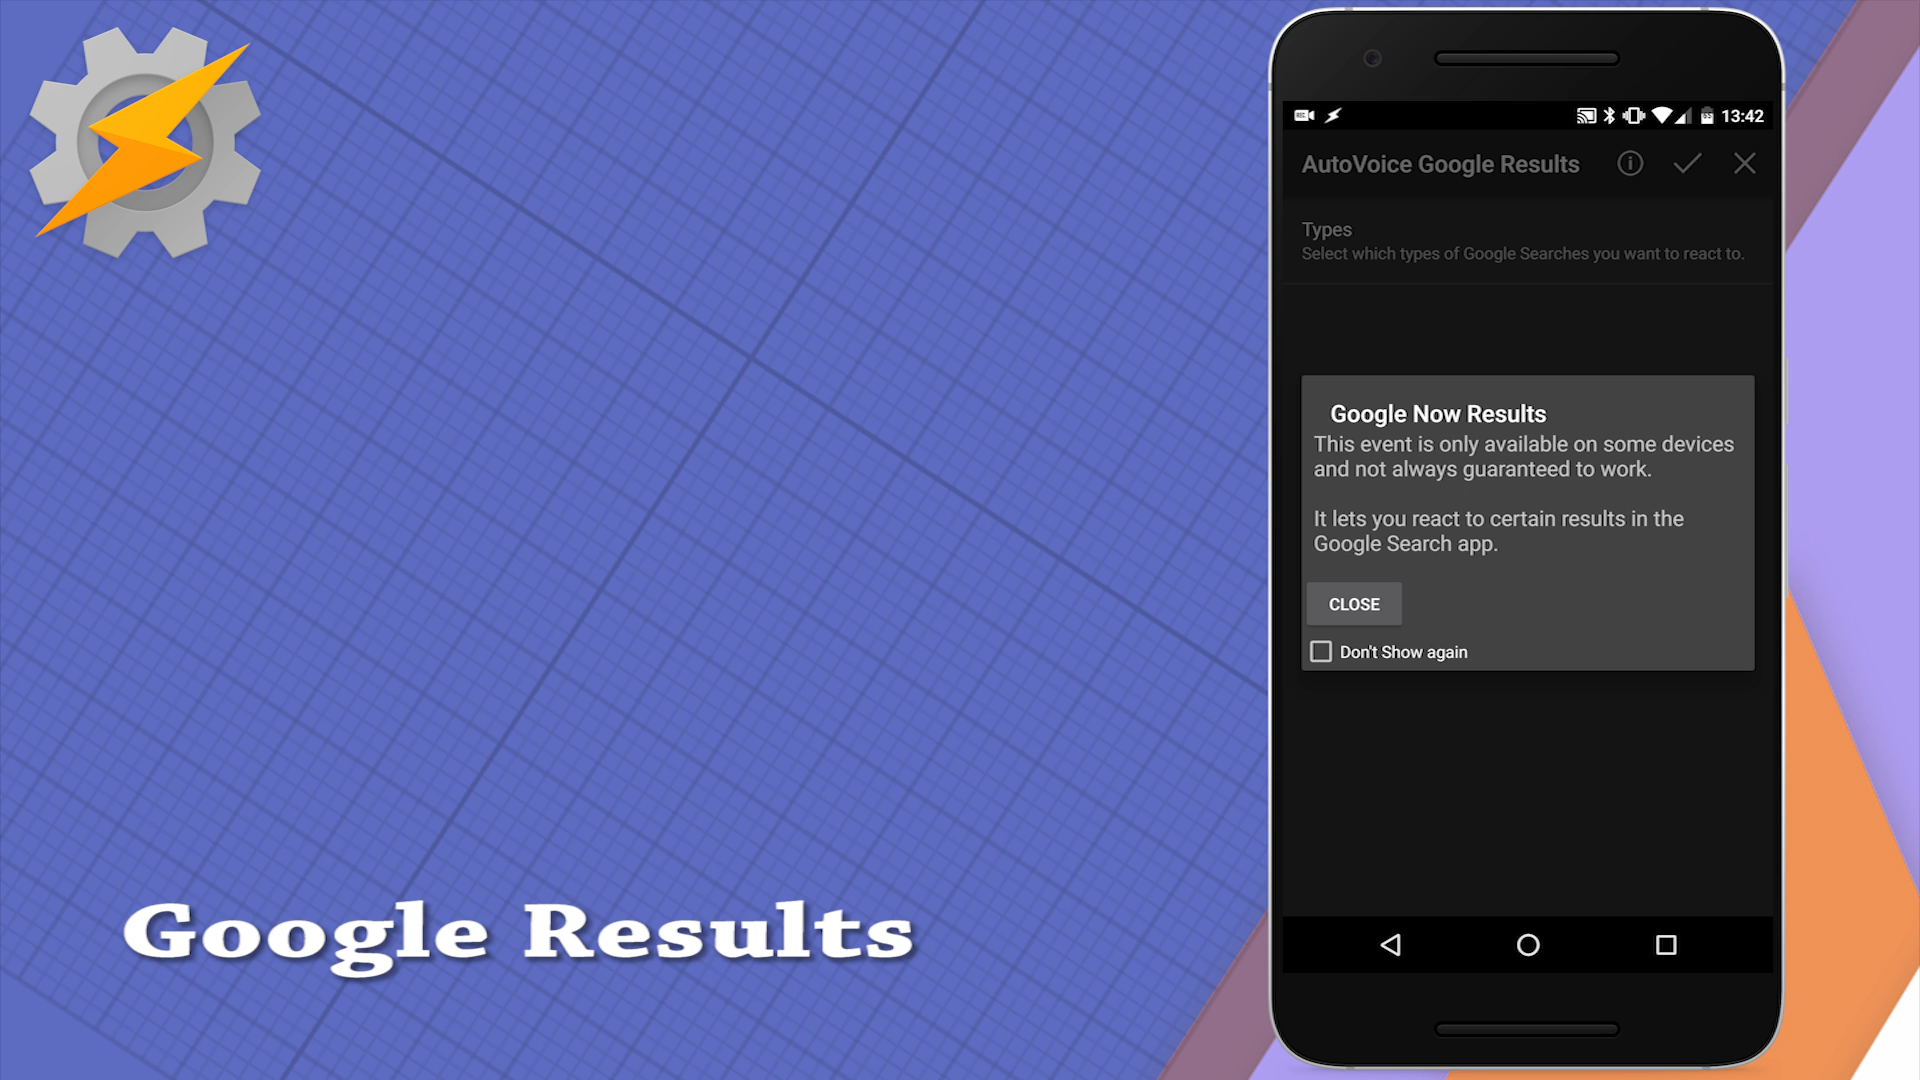 13:42
AutoVoice Google Results
Types
Select which types of Google Searches you want to react to.
Google Now Results
This event is only available on some devices
and not always guaranteed to work.
It lets you react to certain results in the
Google Search app.
CLOSE
Don't Show again
Google Results